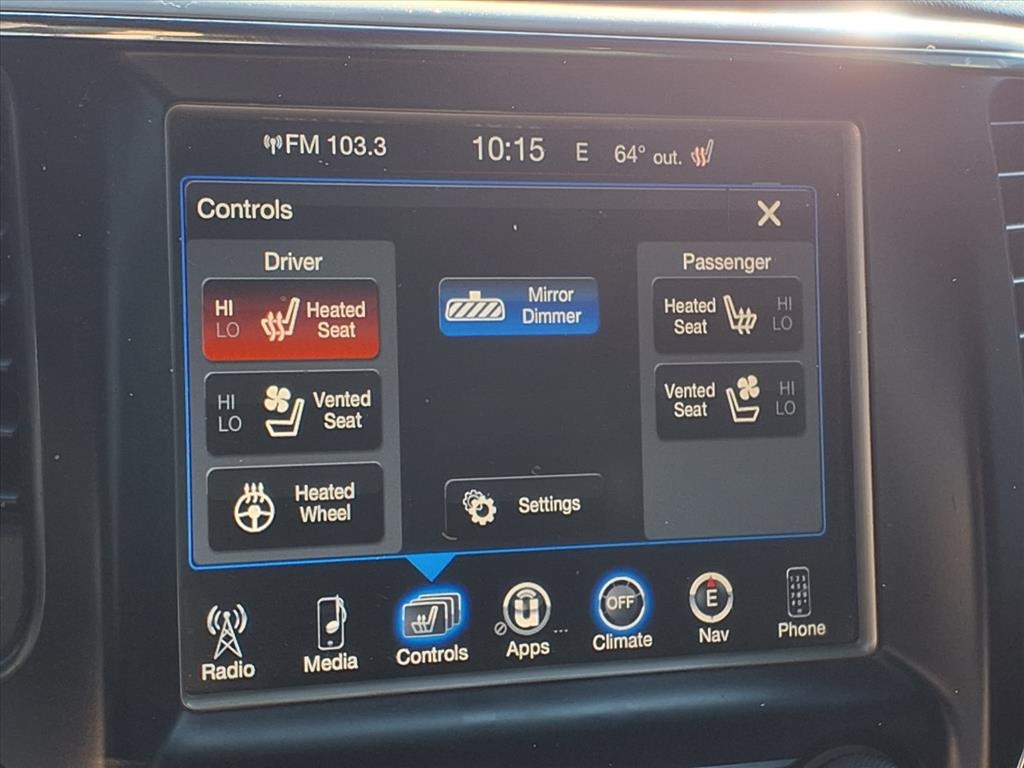 FM 103.3 10:15 E 64° out.
Controls
Driver
HI
LO
Heated
Seat
HI
LO
Vented
Seat
Heated
Wheel
Mirror
Dimmer
Settings
Passenger
Heated
Seat
HI
LO
Vented
Seat
HI
LO
Radio
Media
Controls
Apps
OFF
Climate
E
Nav
Phone